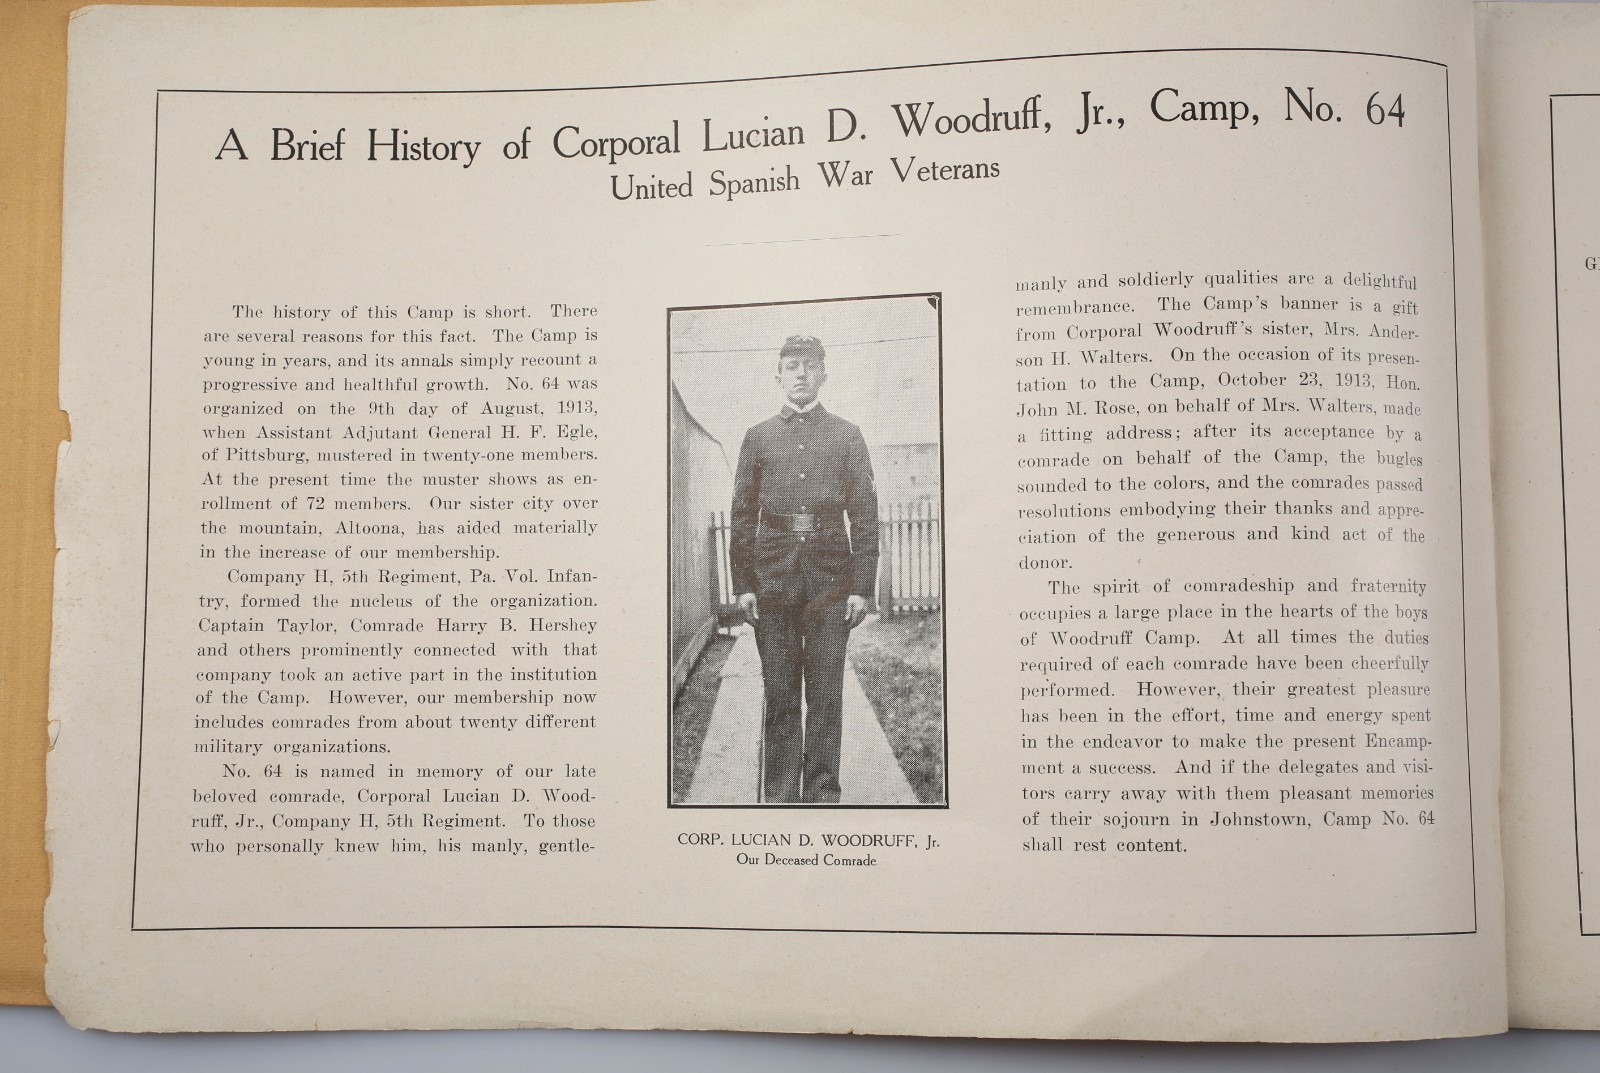 A Brief History of Corporal Lucian D. Woodruff, Jr., Camp, No. 64
United Spanish War Veterans
The history of this Camp is short. There
are several reasons for this fact. The Camp is
young in years, and its annals simply recount a
progressive and healthful growth. No. 64 was
organized on the 9th day of August, 1913,
when Assistant Adjutant General H. F. Egle,
of Pittsburg, mustered in twenty-one members.
At the present time the muster shows as en-
rollment of 72 members. Our sister city over
the mountain, Altoona, has aided materially
in the increase of our membership.
Company H, 5th Regiment, Pa. Vol. Infan-
try, formed the nucleus of the organization.
Captain Taylor, Comrade Harry B. Hershey
and others prominently connected with that
company took an active part in the institution
of the Camp. However, our membership now
includes comrades from about twenty different
military organizations.
No. 64 is named in memory of our late
beloved comrade, Corporal Lucian D. Wood-
ruff, Jr., Company H, 5th Regiment. To those
who personally knew him, his manly, gentle-
CORP. LUCIAN D. WOODRUFF, Jr.
Our Deceased Comrade
manly and soldierly qualities are a delightful
remembrance. The Camp's banner is a gift
from Corporal Woodruff's sister, Mrs. Ander-
son H. Walters. On the occasion of its presen-
tation to the Camp, October 23, 1913, Hon.
John M. Rose, on behalf of Mrs. Walters, made
a fitting address; after its acceptance by a
comrade on behalf of the Camp, the bugles
sounded to the colors, and the comrades passed
resolutions embodying their thanks and appre-
ciation of the generous and kind act of the
donor.
The spirit of comradeship and fraternity
occupies a large place in the hearts of the boys
of Woodruff Camp. At all times the duties
required of each comrade have been cheerfully
performed. However, their greatest pleasure
has been in the effort, time and energy spent
in the endeavor to make the present Encamp-
ment a success. And if the delegates and visi-
tors carry away with them pleasant memories
of their sojourn in Johnstown, Camp No. 64
shall rest content.